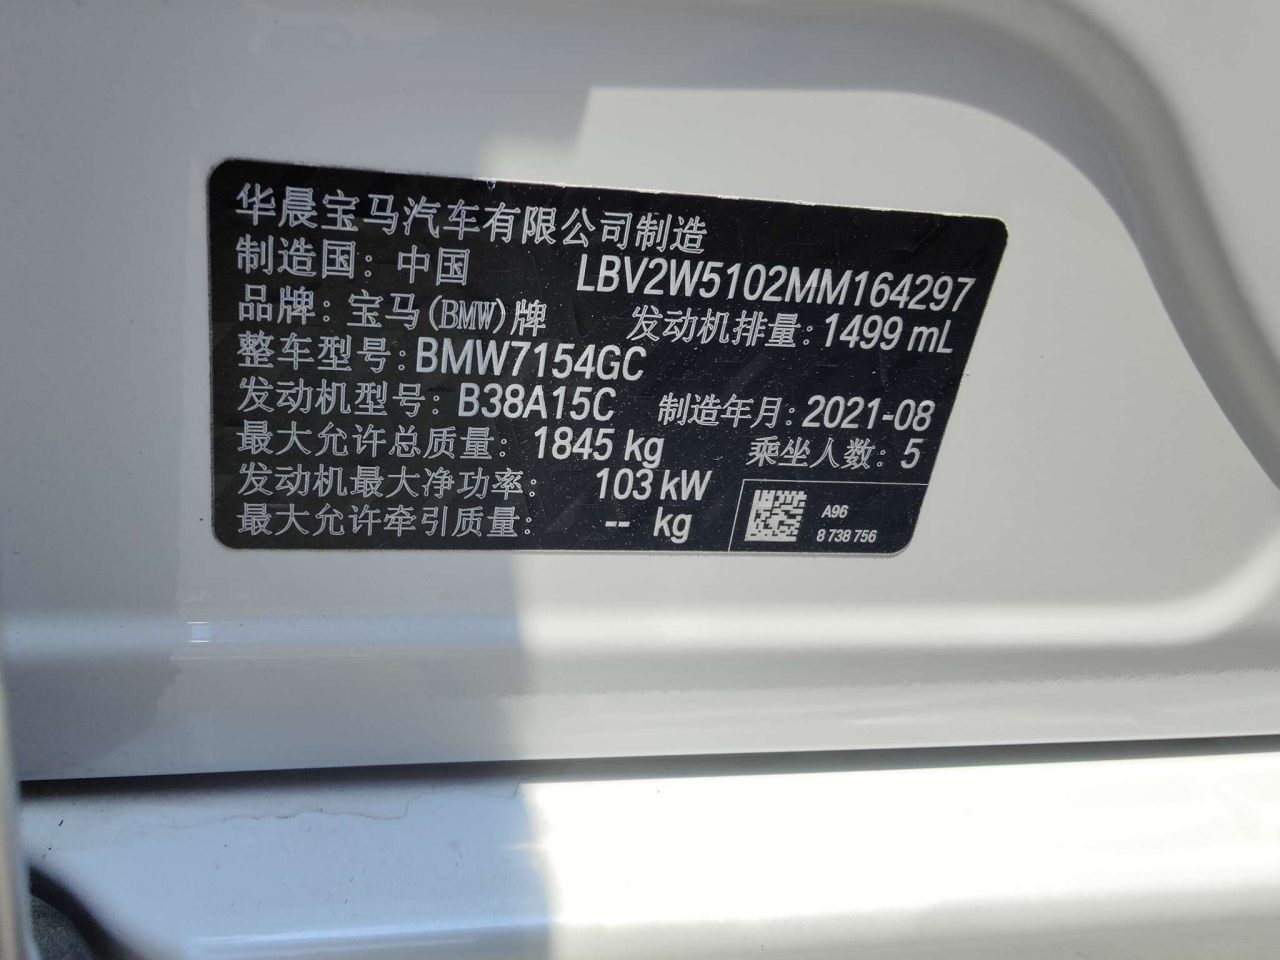 华晨宝马汽车有限公司制造
制造国：中国 LBV2W5102MM164297
品牌：宝马(BMW)牌 发动机排量：1499 mL
整车型号：BMW7154GC
发动机型号：B38A15C 制造年月：2021-08
最大允许总质量：1845 kg 乘坐人数：5
发动机最大净功率：103 kW
最大允许牵引质量：-- kg
A96
8 738 756